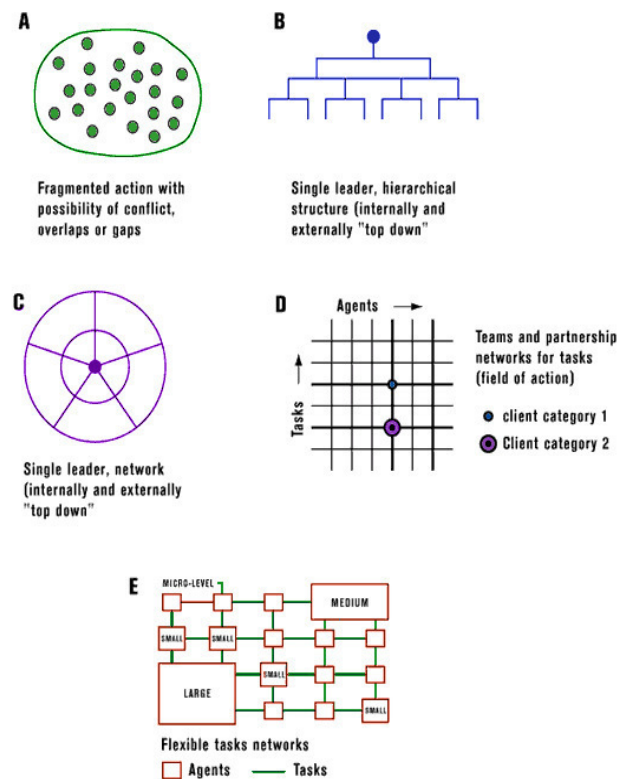 A
Fragmented action with
possibility of conflict,
overlaps or gaps
B
Single leader, hierarchical
structure (internally and
externally "top down"
C
Single leader, network
(internally and externally
"top down"
D
Agents
Tasks
Teams and partnership
networks for tasks
(field of action)
client category 1
Client category 2
E
MICRO-LEVEL
MEDIUM
SMALL
SMALL
LARGE
SMALL
SMALL
Flexible tasks networks
Agents
Tasks